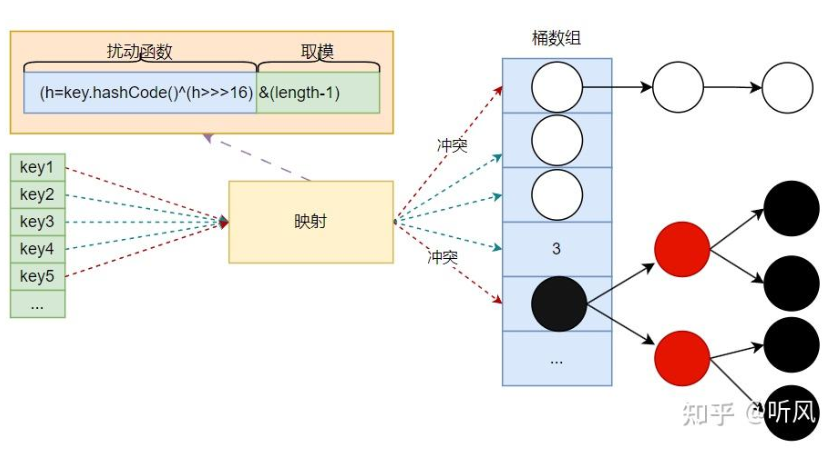 扰动函数
取模
(h=key.hashCode()^(h>>>16) &(length-1)
桶数组
冲突
key1
key2
key3
key4
key5
...
映射
3
冲突
...
知乎 @听风